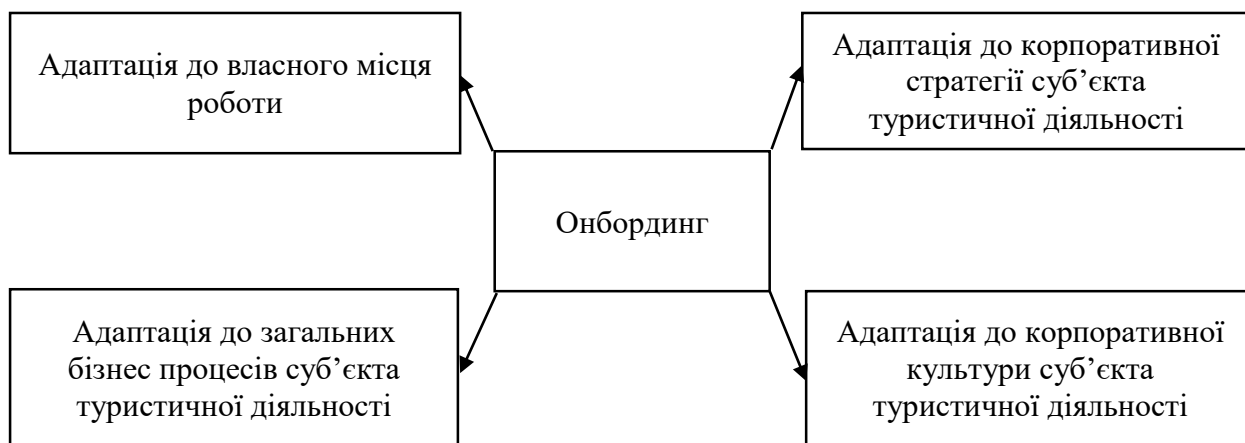 Адаптація до власного місця
роботи
Адаптація до корпоративної
стратегії суб’єкта
туристичної діяльності
Онбординг
Адаптація до загальних
бізнес процесів суб’єкта
туристичної діяльності
Адаптація до корпоративної
культури суб’єкта
туристичної діяльності